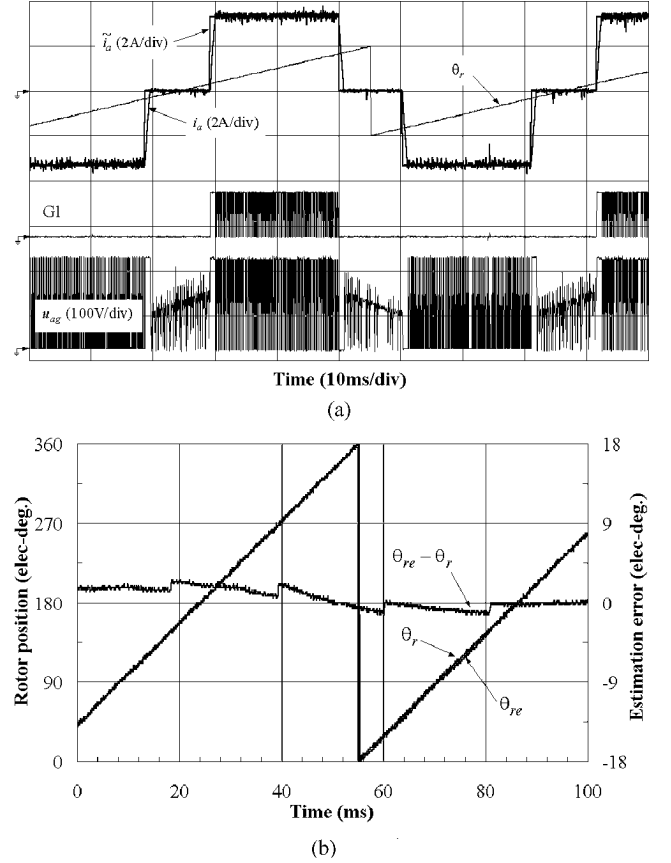 ĩa (2A/div)
θr
ia (2A/div)
G1
uag (100V/div)
Time (10ms/div)
(a)
360
270
180
90
0
Rotor position (elec-deg.)
18
9
0
-9
-18
Estimation error (elec-deg.)
θre − θr
θr
θre
0
20
40
60
80
100
Time (ms)
(b)